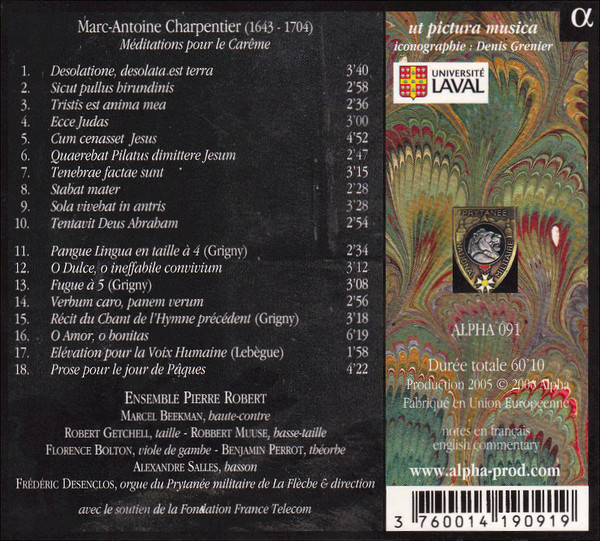 Marc-Antoine Charpentier (1643 - 1704)
Méditations pour le Carême
1. Desolatione, desolata est terra 3'40
2. Sicut pullus hirundinis 2'58
3. Tristis est anima mea 2'36
4. Ecce Judas 3'00
5. Cum cenasset Jesus 4'52
6. Quaerebat Pilatus dimittere Jesum 2'47
7. Tenebrae factae sunt 3'15
8. Stabat mater 2'28
9. Sola vivebat in antris 3'28
10. Tentavit Deus Abraham 2'54
11. Pangue Lingua en taille à 4 (Grigny) 2'34
12. O Dulce, o ineffabile convivium 3'12
13. Fugue à 5 (Grigny) 3'08
14. Verbum caro, panem verum 2'56
15. Récit du Chant de l'Hymne précédent (Grigny) 3'18
16. O Amor, o bonitas 6'19
17. Elévation pour la Voix Humaine (Lebègue) 1'58
18. Prose pour le jour de Pâques 4'22
ENSEMBLE PIERRE ROBERT
MARCEL BEEKMAN, haute-contre
ROBERT GETCHELL, taille - ROBBERT MUUSE, basse-taille
FLORENCE BOLTON, viole de gambe - BENJAMIN PERROT, théorbe
ALEXANDRE SALLES, basson
FRÉDÉRIC DESENCLOS, orgue du Prytanée militaire de La Flèche & direction
avec le soutien de la Fondation France Telecom
α
ut pictura musica
iconographie : Denis Grenier
UNIVERSITÉ
LAVAL
PRYTANÉE
NATIONAL
MILITAIRE
ALPHA 091
Durée totale 60'10
Production 2005 © 2005 Alpha
Fabriqué en Union Européenne
notes en français
english commentary
www.alpha-prod.com
3 760014 190919